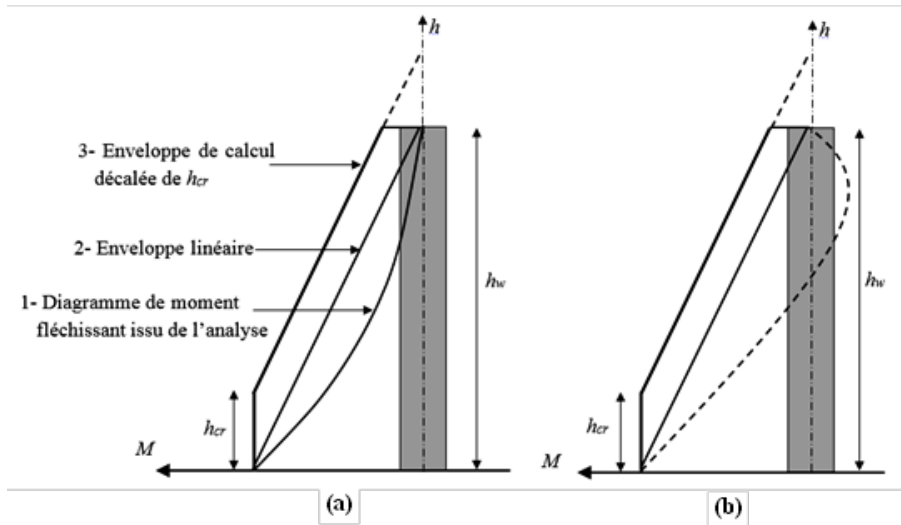 h
3- Enveloppe de calcul
décalée de hcr
2- Enveloppe linéaire
1- Diagramme de moment
fléchissant issu de l'analyse
hw
hcr
M
(a)
h
hw
hcr
M
(b)